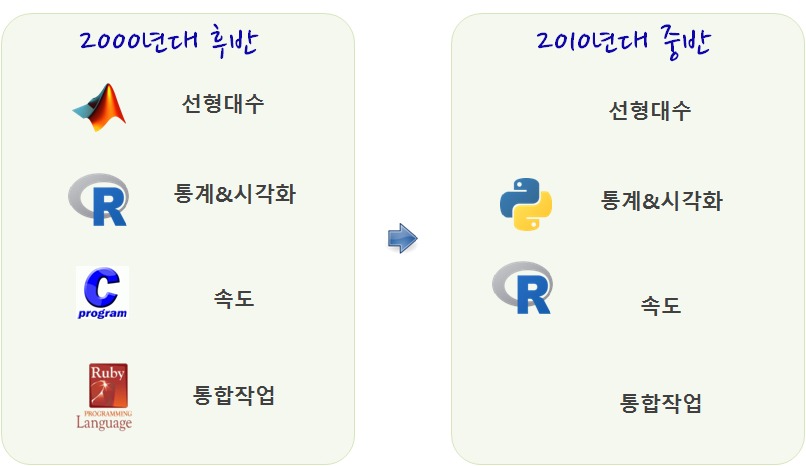 2000년대 후반
선형대수
R
통계&시각화
C
program
속도
Ruby
PROGRAMMING
Language
통합작업
2010년대 중반
선형대수
통계&시각화
R
속도
통합작업